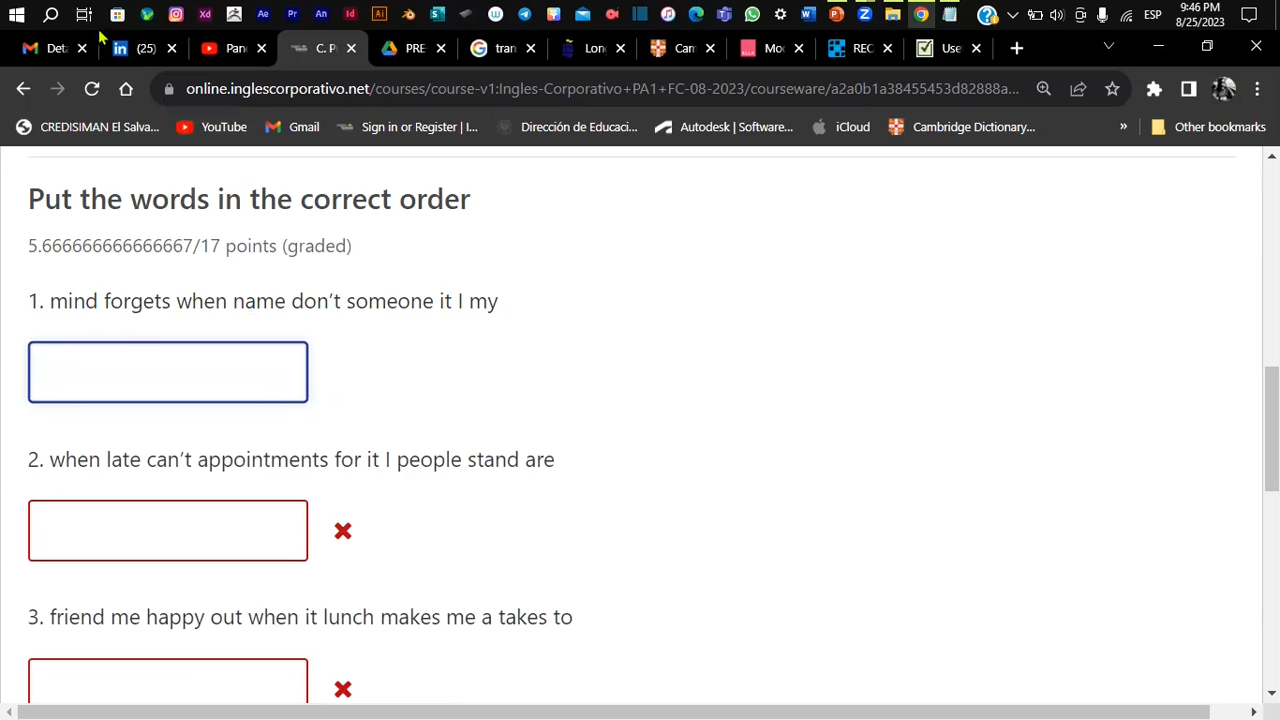 9:46 PM
ESP
8/25/2023
Deta
(25)
Pan
C. P
PRE
tran
Lon
Cam
Mo
REC
Use
online.inglescorporativo.net/courses/course-v1:Ingles-Corporativo+PA1+FC-08-2023/courseware/a2a0b1a38455453d82888a...
CREDISIMAN El Salva...
YouTube
Gmail
Sign in or Register | I...
Dirección de Educaci...
Autodesk | Software...
iCloud
Cambridge Dictionary...
»
Other bookmarks
Put the words in the correct order
5.666666666666667/17 points (graded)
1. mind forgets when name don’t someone it I my
2. when late can’t appointments for it I people stand are
3. friend me happy out when it lunch makes me a takes to